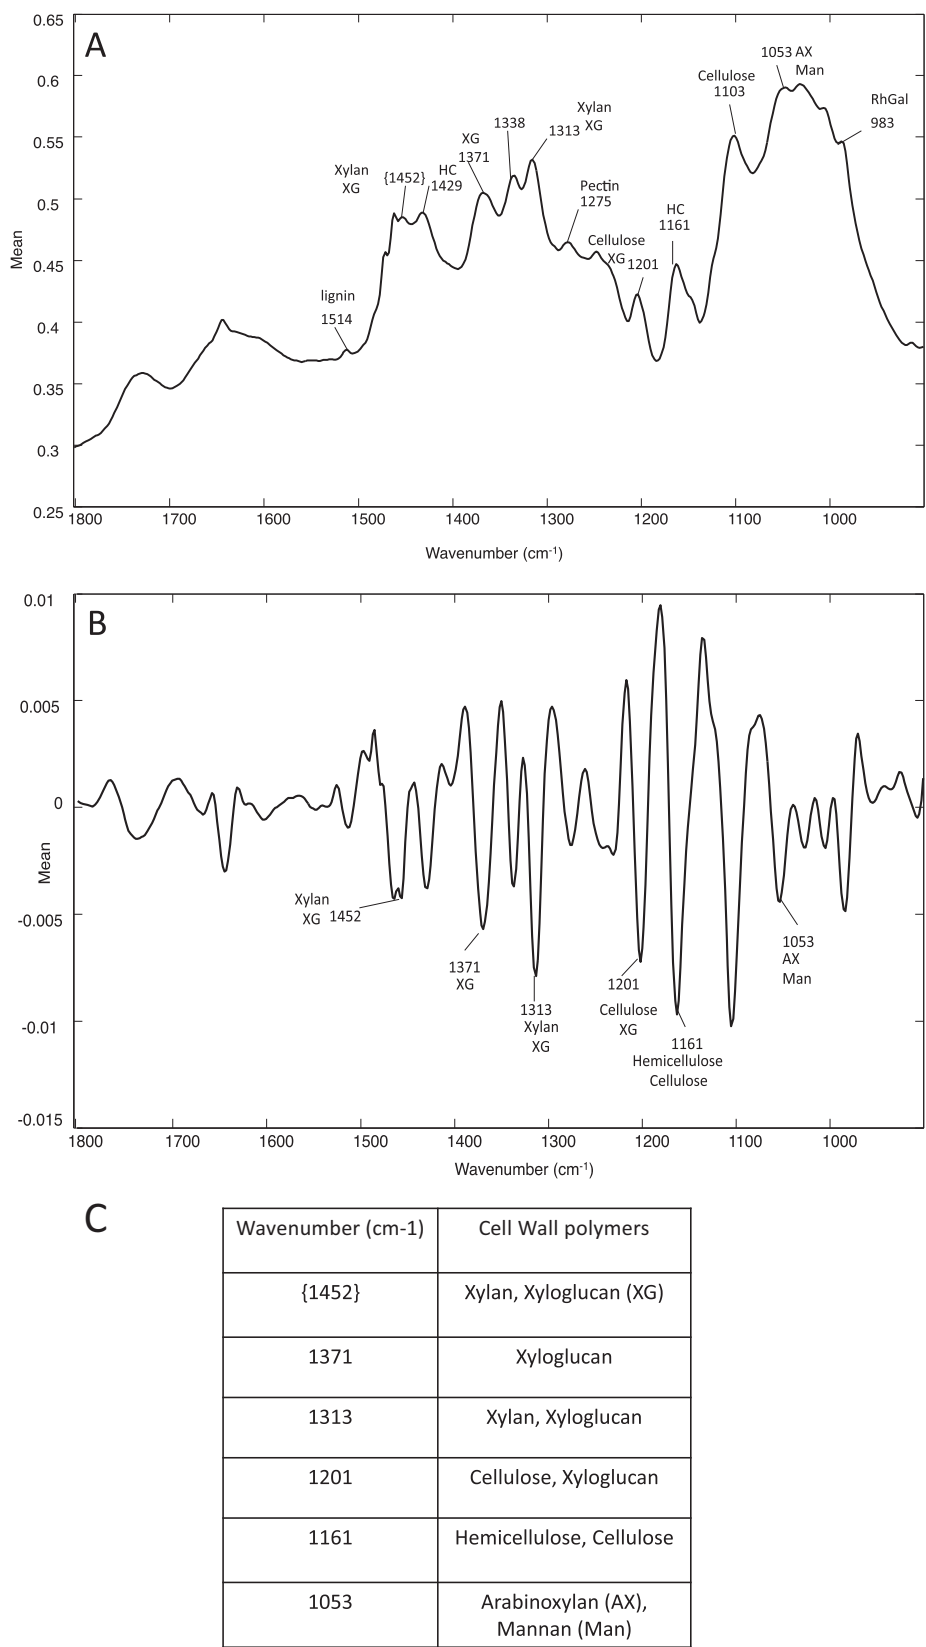 A
0.65
0.6
0.55
0.5
0.45
0.4
0.35
0.3
0.25
Mean
1053 AX
Man
Cellulose
1103
RhGal
983
Xylan
XG
1338
1313
XG
1371
HC
1429
Xylan
XG
{1452}
Pectin
1275
HC
1161
Cellulose
XG
1201
lignin
1514
1800 1700 1600 1500 1400 1300 1200 1100 1000
Wavenumber (cm-1)
B
0.01
0.005
0
-0.005
-0.01
-0.015
Mean
Xylan
XG 1452
1371
XG
1313
Xylan
XG
1201
Cellulose
XG
1161
Hemicellulose
Cellulose
1053
AX
Man
1800 1700 1600 1500 1400 1300 1200 1100 1000
Wavenumber (cm-1)
C
Wavenumber (cm-1) Cell Wall polymers
{1452} Xylan, Xyloglucan (XG)
1371 Xyloglucan
1313 Xylan, Xyloglucan
1201 Cellulose, Xyloglucan
1161 Hemicellulose, Cellulose
1053 Arabinoxylan (AX),
Mannan (Man)